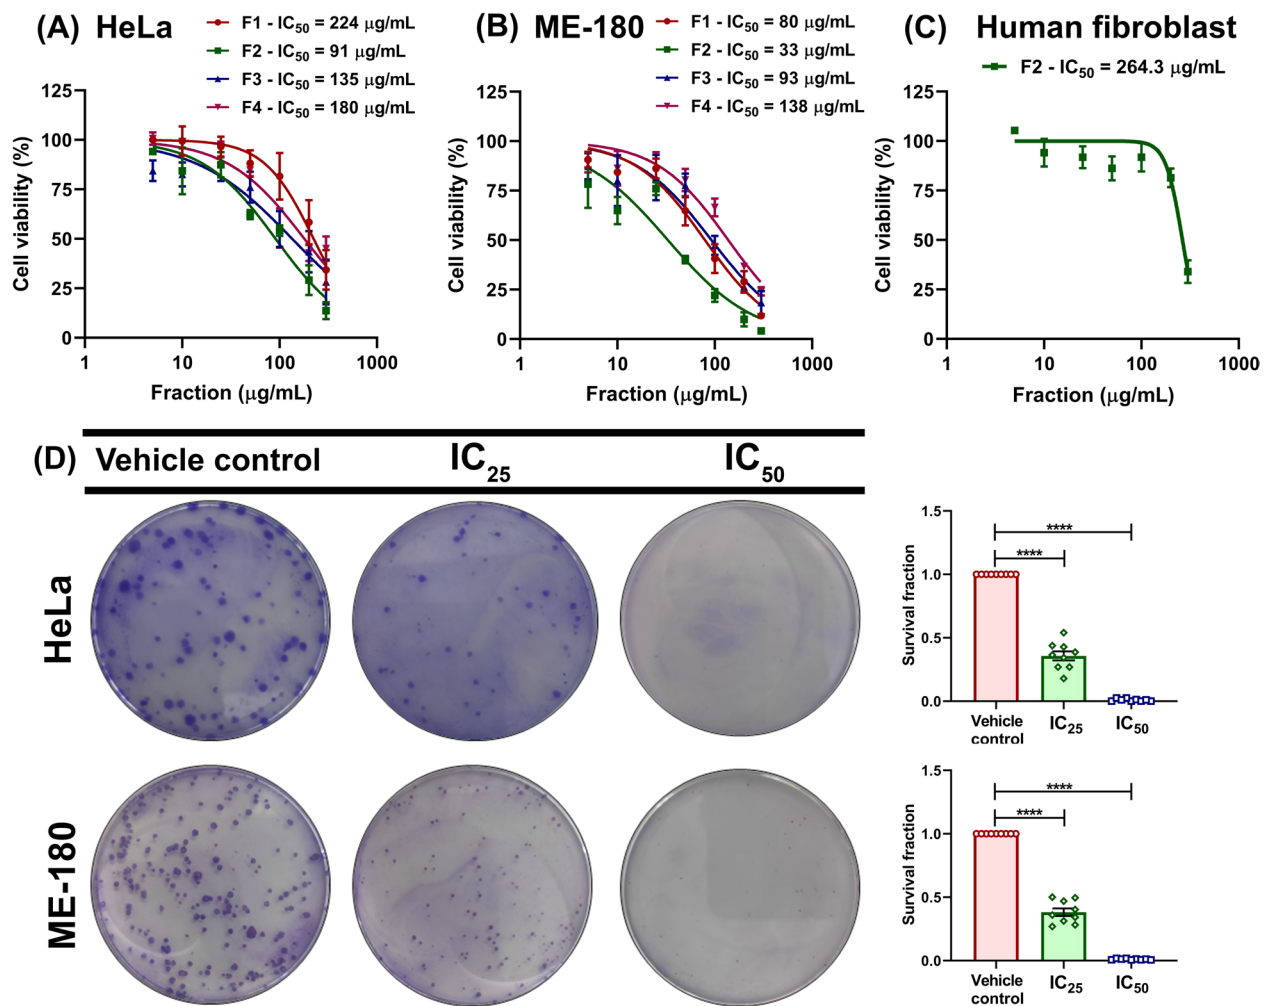 (A) HeLa
F1 - IC50 = 224 μg/mL
F2 - IC50 = 91 μg/mL
F3 - IC50 = 135 μg/mL
F4 - IC50 = 180 μg/mL
125
100
75
50
25
0
Cell viability (%)
1 10 100 1000
Fraction (μg/mL)
(B) ME-180
F1 - IC50 = 80 μg/mL
F2 - IC50 = 33 μg/mL
F3 - IC50 = 93 μg/mL
F4 - IC50 = 138 μg/mL
125
100
75
50
25
0
Cell viability (%)
1 10 100 1000
Fraction (μg/mL)
(C) Human fibroblast
F2 - IC50 = 264.3 μg/mL
125
100
75
50
25
0
Cell viability (%)
1 10 100 1000
Fraction (μg/mL)
(D) Vehicle control IC25 IC50
HeLa
1.5
1.0
0.5
0.0
Survival fraction
****
****
Vehicle
control
IC25
IC50
ME-180
1.5
1.0
0.5
0.0
Survival fraction
****
****
Vehicle
control
IC25
IC50